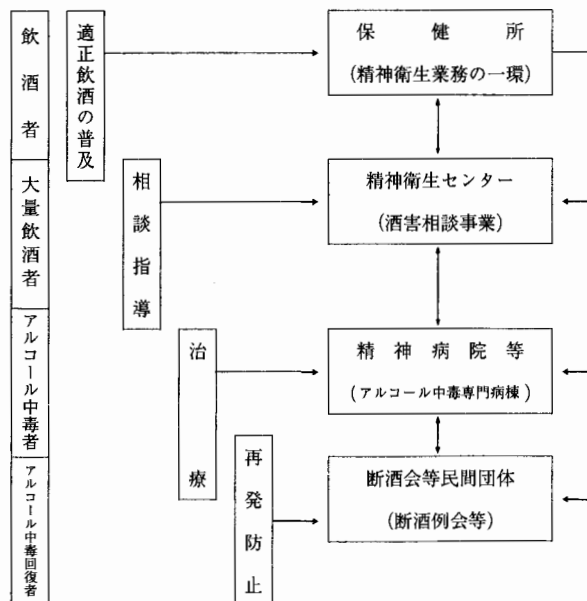 飲酒者
大量飲酒者
アルコール中毒者
アルコール中毒回復者
適正飲酒の普及
相談指導
治療
再発防止
保健所
(精神衛生業務の一環)
精神衛生センター
(酒害相談事業)
精神病院等
(アルコール中毒専門病棟)
断酒会等民間団体
(断酒例会等)